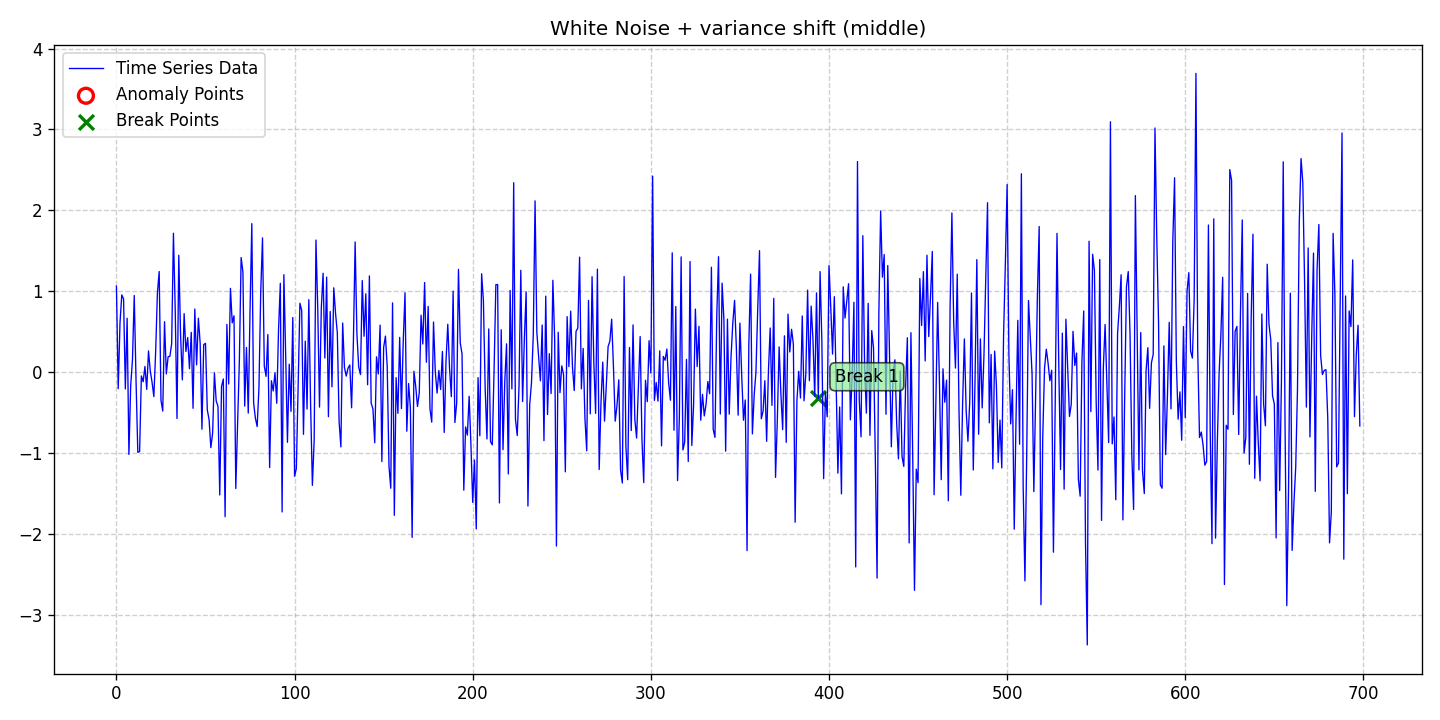 White Noise + variance shift (middle)
Time Series Data
Anomaly Points
Break Points
Break 1
4
3
2
1
0
−1
−2
−3
0 100 200 300 400 500 600 700